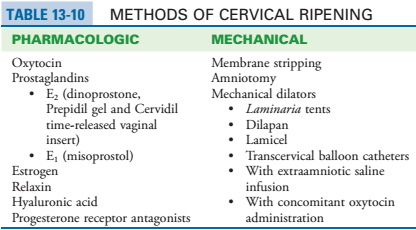 TABLE 13-10 METHODS OF CERVICAL RIPENING
PHARMACOLOGIC
Oxytocin
Prostaglandins
• E₂ (dinoprostone,
Prepidil gel and Cervidil
time-released vaginal
insert)
• E₁ (misoprostol)
Estrogen
Relaxin
Hyaluronic acid
Progesterone receptor antagonists
MECHANICAL
Membrane stripping
Amniotomy
Mechanical dilators
• Laminaria tents
• Dilapan
• Lamicel
• Transcervical balloon catheters
• With extraamniotic saline
infusion
• With concomitant oxytocin
administration